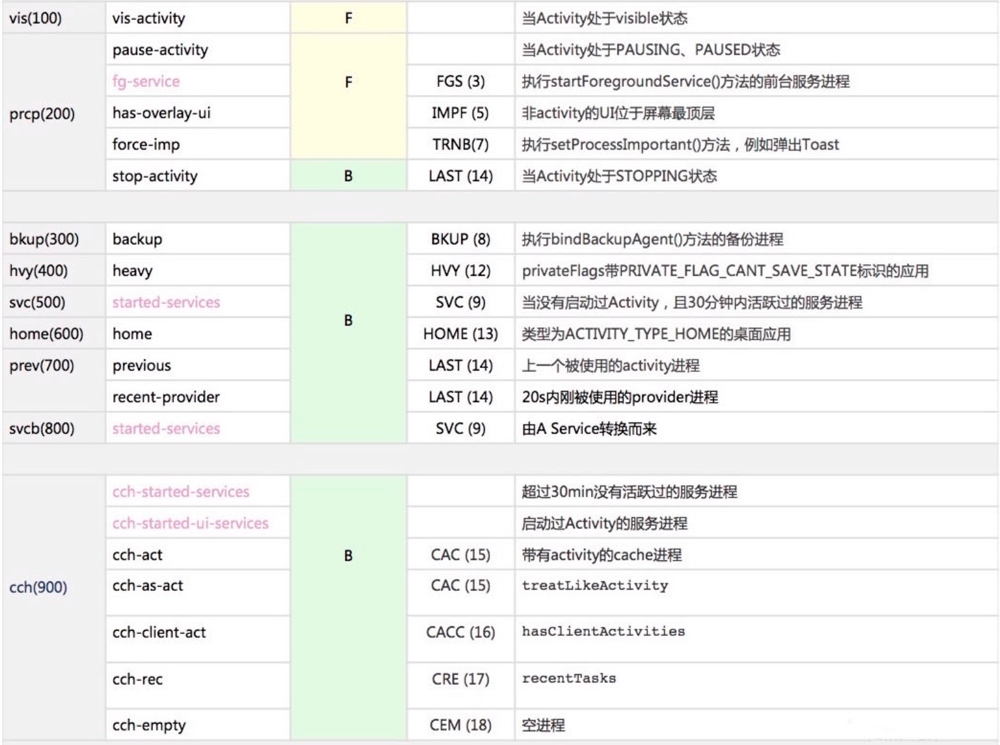 vis(100) vis-activity F 当Activity处于visible状态
pause-activity 当Activity处于PAUSING、PAUSED状态
fg-service F FGS (3) 执行startForegroundService()方法的前台服务进程
prcp(200) has-overlay-ui IMPF (5) 非activity的UI位于屏幕最顶层
force-imp TRNB(7) 执行setProcessImportant()方法，例如弹出Toast
stop-activity B LAST (14) 当Activity处于STOPPING状态
bkup(300) backup BKUP (8) 执行bindBackupAgent()方法的备份进程
hvy(400) heavy HVY (12) privateFlags带PRIVATE_FLAG_CANT_SAVE_STATE标识的应用
svc(500) started-services SVC (9) 当没有启动过Activity，且30分钟内活跃过的服务进程
home(600) home B HOME (13) 类型为ACTIVITY_TYPE_HOME的桌面应用
prev(700) previous LAST (14) 上一个被使用的activity进程
recent-provider LAST (14) 20s内刚被使用的provider进程
svcb(800) started-services SVC (9) 由A Service转换而来
cch-started-services 超过30min没有活跃过的服务进程
cch-started-ui-services 启动过Activity的服务进程
cch-act B CAC (15) 带有activity的cache进程
cch(900) cch-as-act CAC (15) treatLikeActivity
cch-client-act CACC (16) hasClientActivities
cch-rec CRE (17) recentTasks
cch-empty CEM (18) 空进程